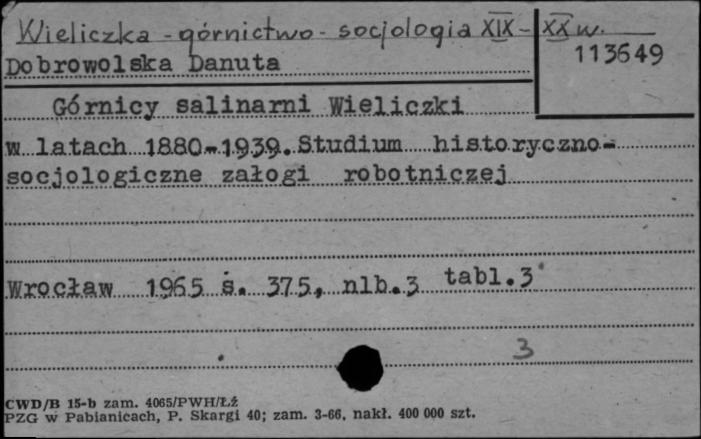 Wieliczka - górnictwo - socjologia XIX - XX w.
113649
Dobrowolska Danuta
Górnicy salinarni Wieliczki
w latach 1880-1939. Studium historyczno-
socjologiczne załogi robotniczej
Wrocław 1965 s. 375, nlb.3 tabl.3
3
CWD/B 15-b zam. 4065/PWH/Łź
PZG w Pabianicach, P. Skargi 40; zam. 3-66, nakł. 400 000 szt.